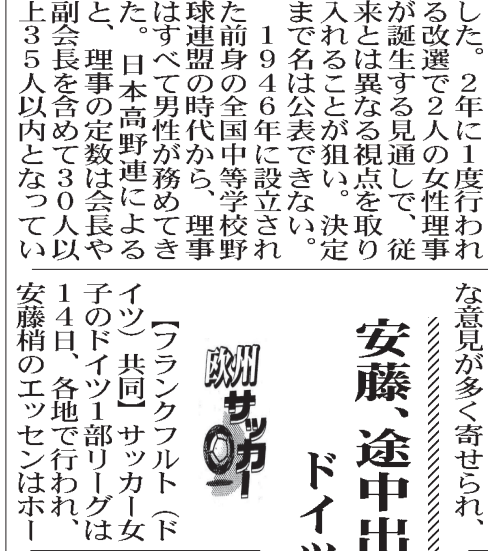 した。２年に１度行われ
る改選で２人の女性理事
が誕生する見通しで、従
来とは異なる視点を取り
入れることが狙い。決定
まで名は公表できない。
１９４６年に設立され
た前身の全国中等学校野
球連盟の時代から、理事
はすべて男性が務めてき
た。日本高野連による
と、理事の定数は会長や
副会長を含めて３０人以
上３５人以内となってい
な意見が多く寄せられ、
安藤、途中出
ドイツ
欧州
サッカー
【フランクフルト（ド
イツ）共同】サッカー女
子のドイツ１部リーグは
１４日、各地で行われ、
安藤梢のエッセンはホー